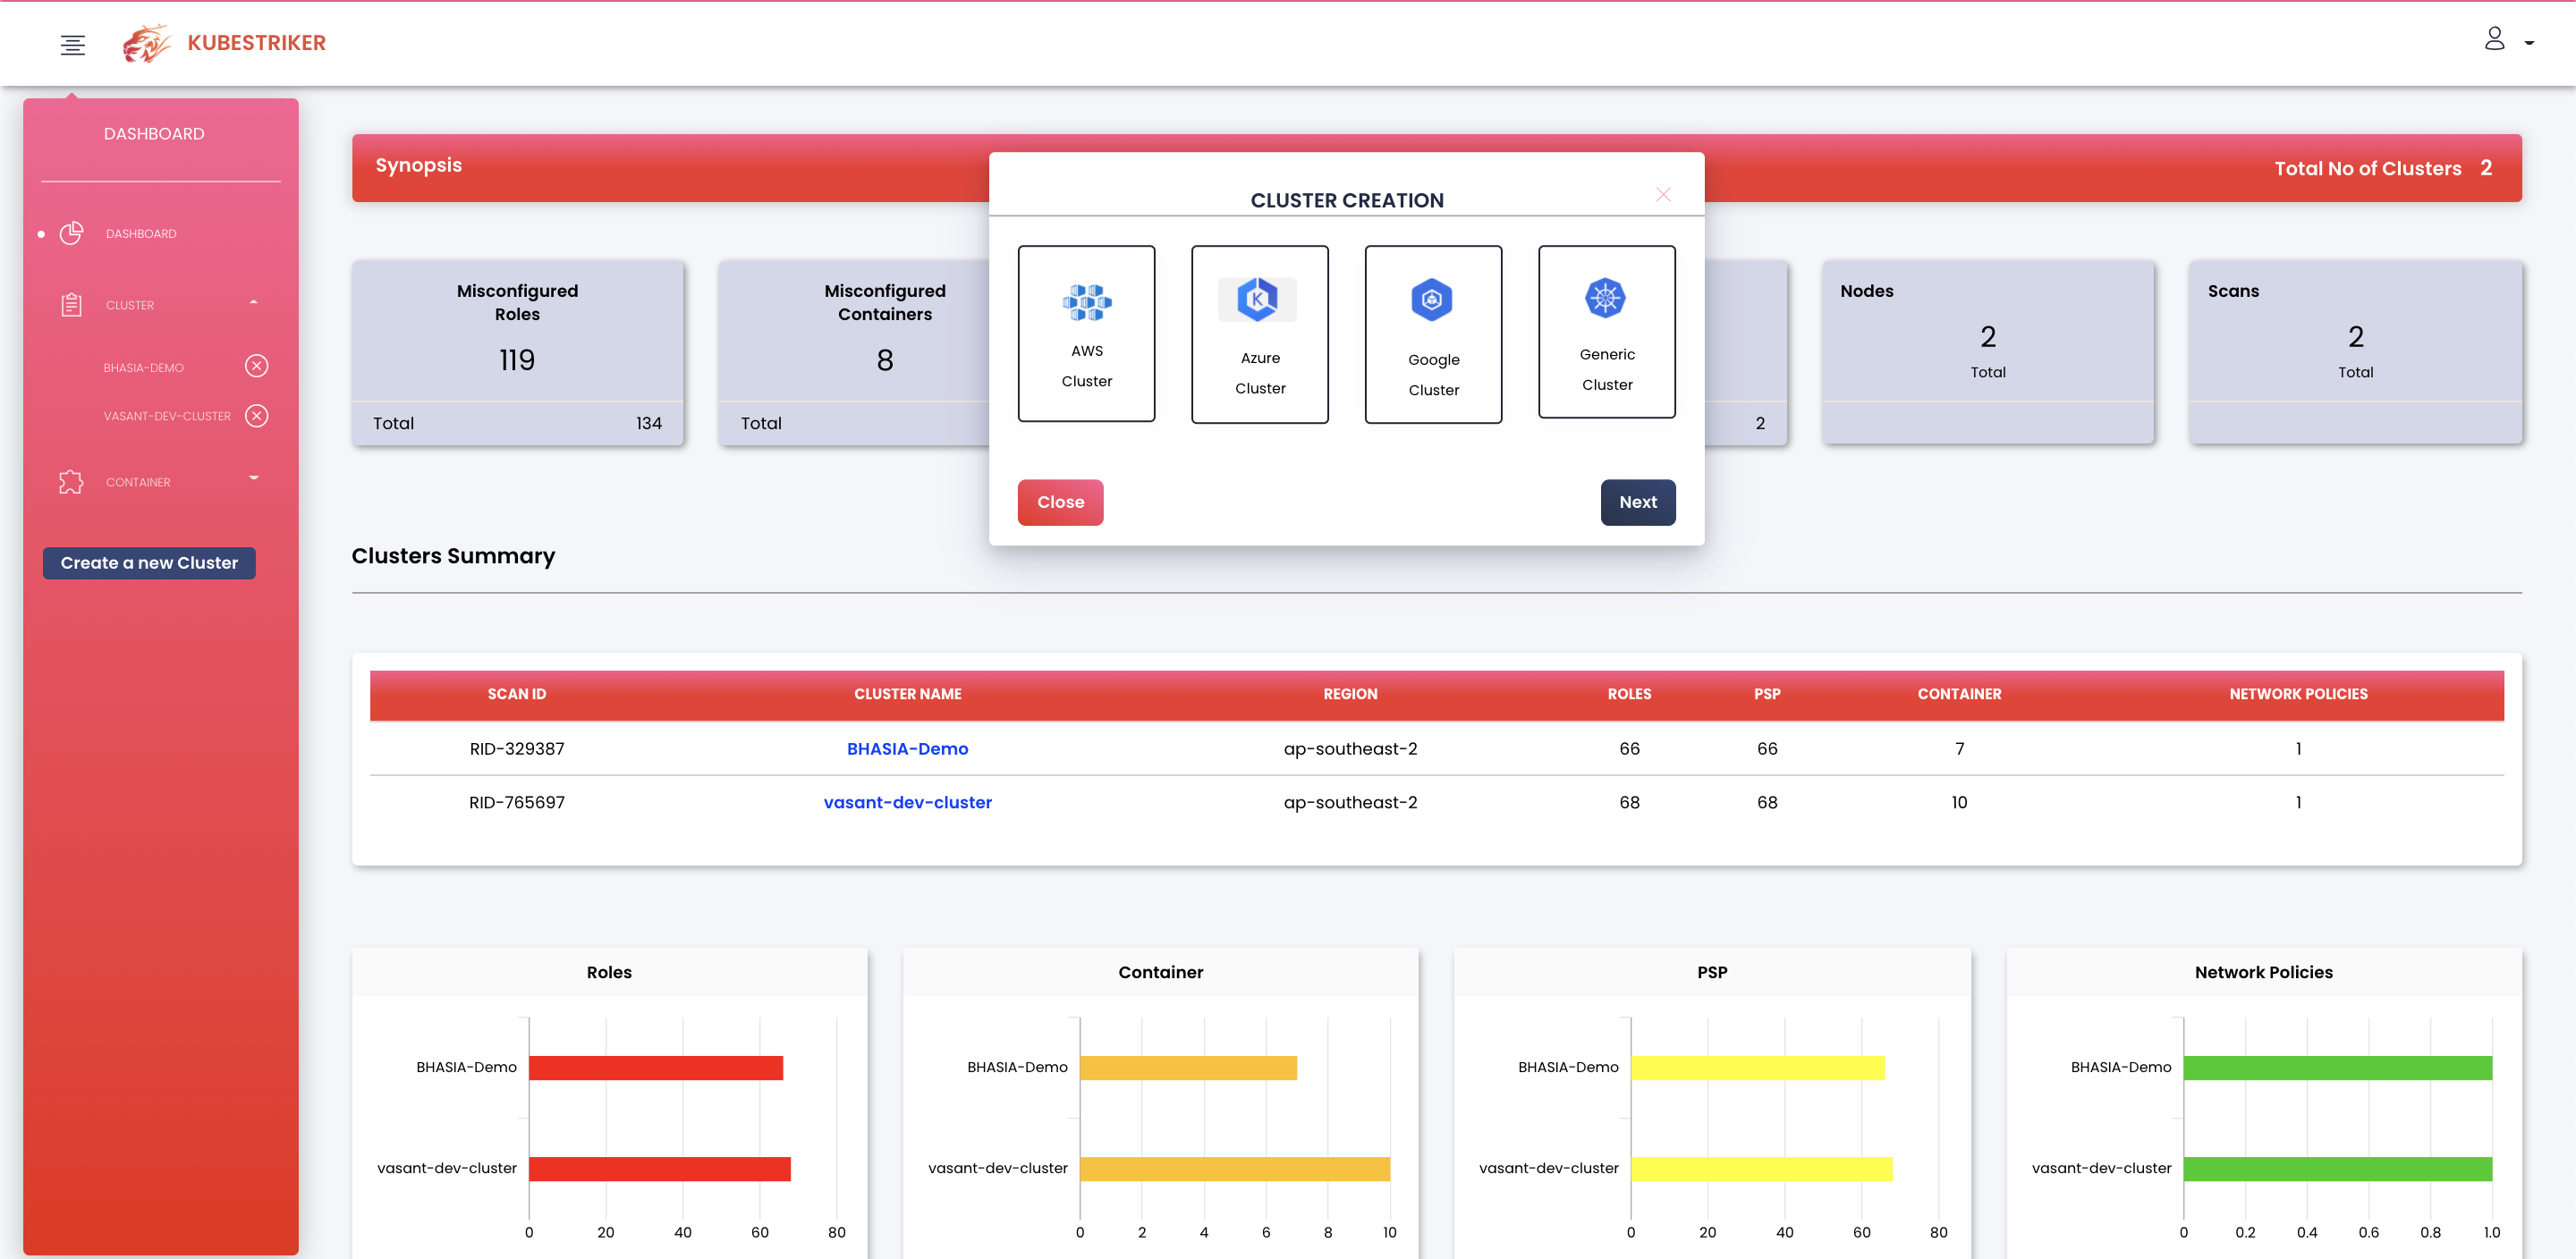 KUBESTRIKER
DASHBOARD
DASHBOARD
CLUSTER
BHASIA-DEMO
VASANT-DEV-CLUSTER
CONTAINER
Create a new Cluster
Synopsis
Total No of Clusters 2
CLUSTER CREATION
AWS
Cluster
Azure
Cluster
Google
Cluster
Generic
Cluster
Close
Next
Misconfigured
Roles
119
Total 134
Misconfigured
Containers
8
Total
2
Nodes
2
Total
Scans
2
Total
Clusters Summary
SCAN ID CLUSTER NAME REGION ROLES PSP CONTAINER NETWORK POLICIES
RID-329387 BHASIA-Demo ap-southeast-2 66 66 7 1
RID-765697 vasant-dev-cluster ap-southeast-2 68 68 10 1
Roles
BHASIA-Demo
vasant-dev-cluster
0 20 40 60 80
Container
BHASIA-Demo
vasant-dev-cluster
0 2 4 6 8 10
PSP
BHASIA-Demo
vasant-dev-cluster
0 20 40 60 80
Network Policies
BHASIA-Demo
vasant-dev-cluster
0 0.2 0.4 0.6 0.8 1.0